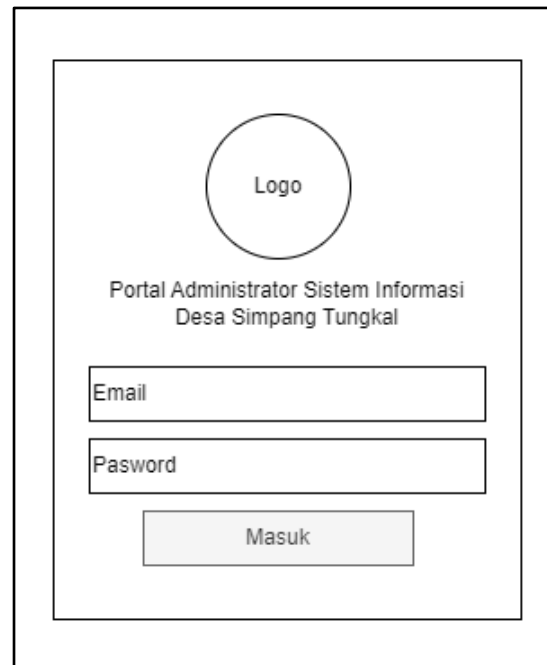 Logo
Portal Administrator Sistem Informasi
Desa Simpang Tungkal
Email
Pasword
Masuk